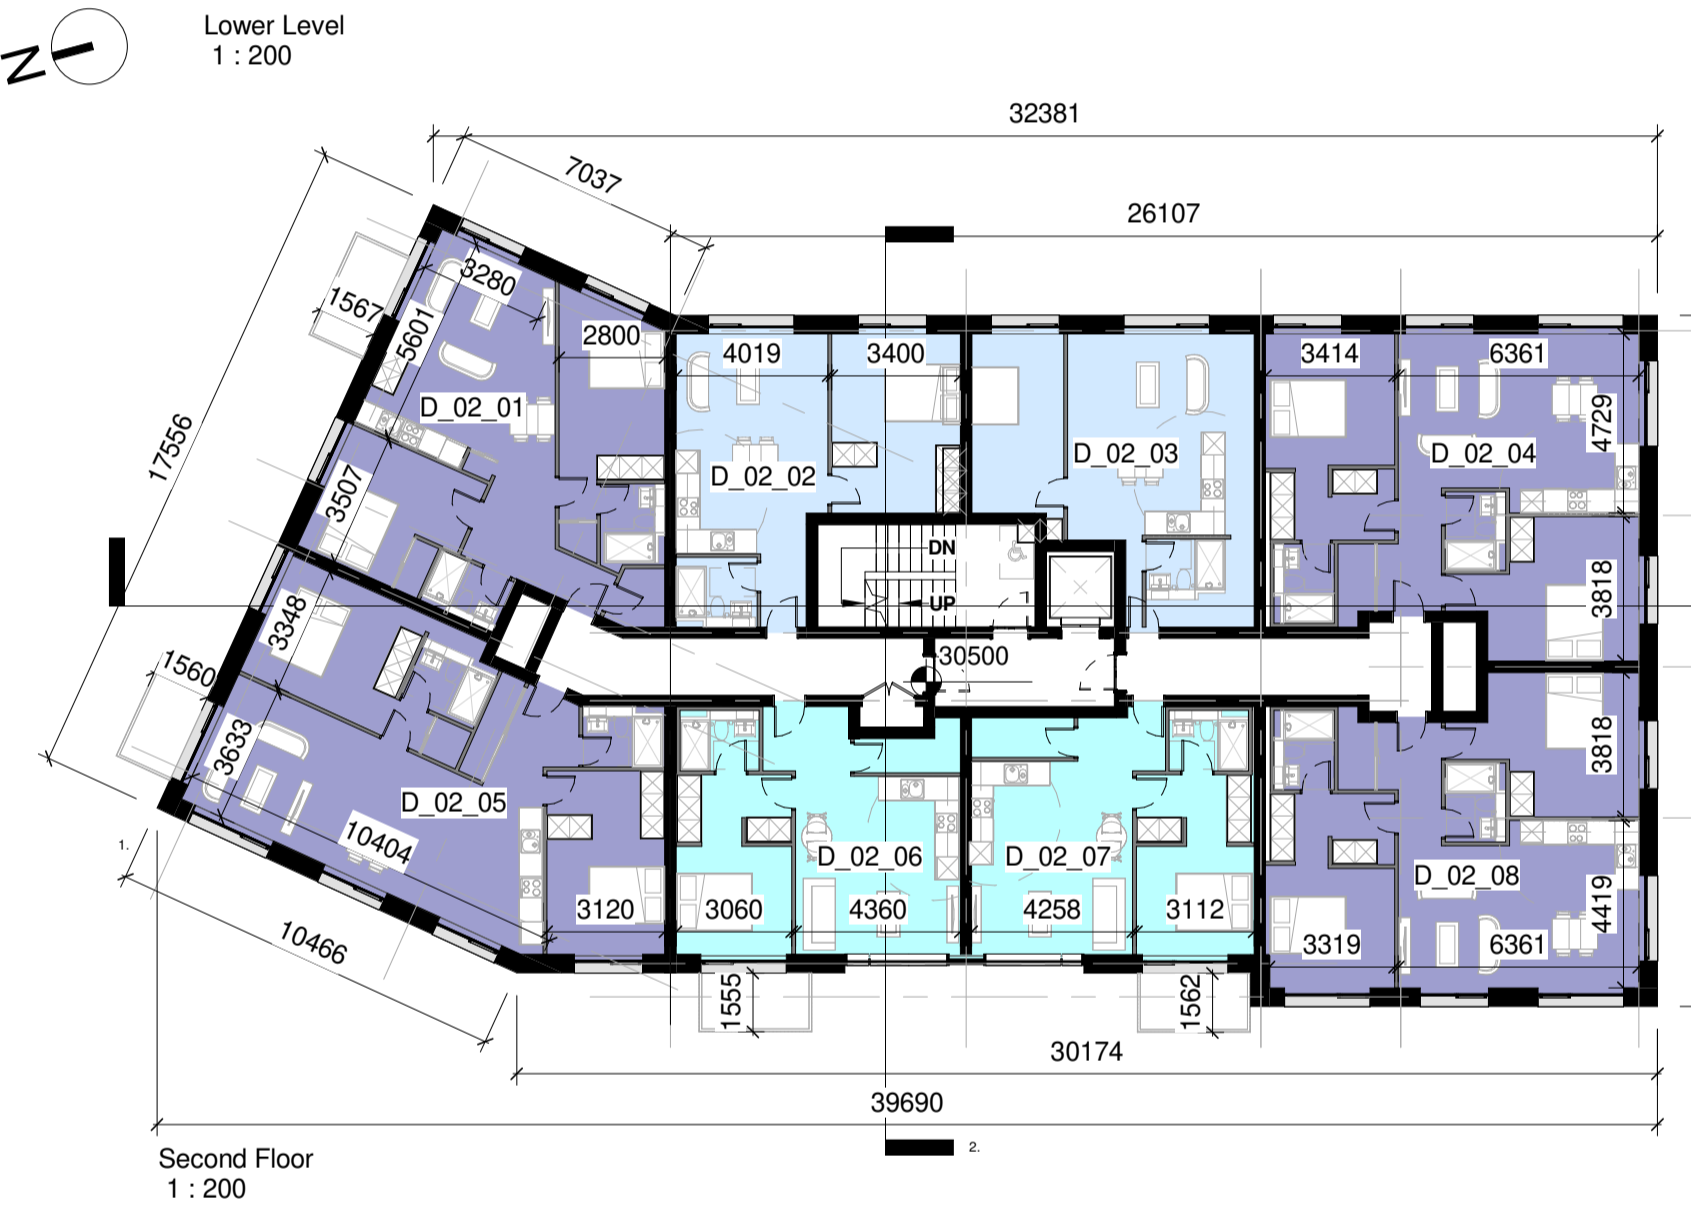 N
Lower Level
1 : 200
32381
7037
26107
3280
1567
5601
2800
4019
3400
3414
6361
D_02_01
D_02_02
D_02_03
D_02_04
4729
17556
3507
DN
UP
3818
3348
30500
1560
3633
3818
D_02_05
1.
10404
D_02_06
D_02_07
D_02_08
10466
3120
3060
4360
4258
3112
3319
6361
4419
1555
1562
30174
39690
2.
Second Floor
1 : 200